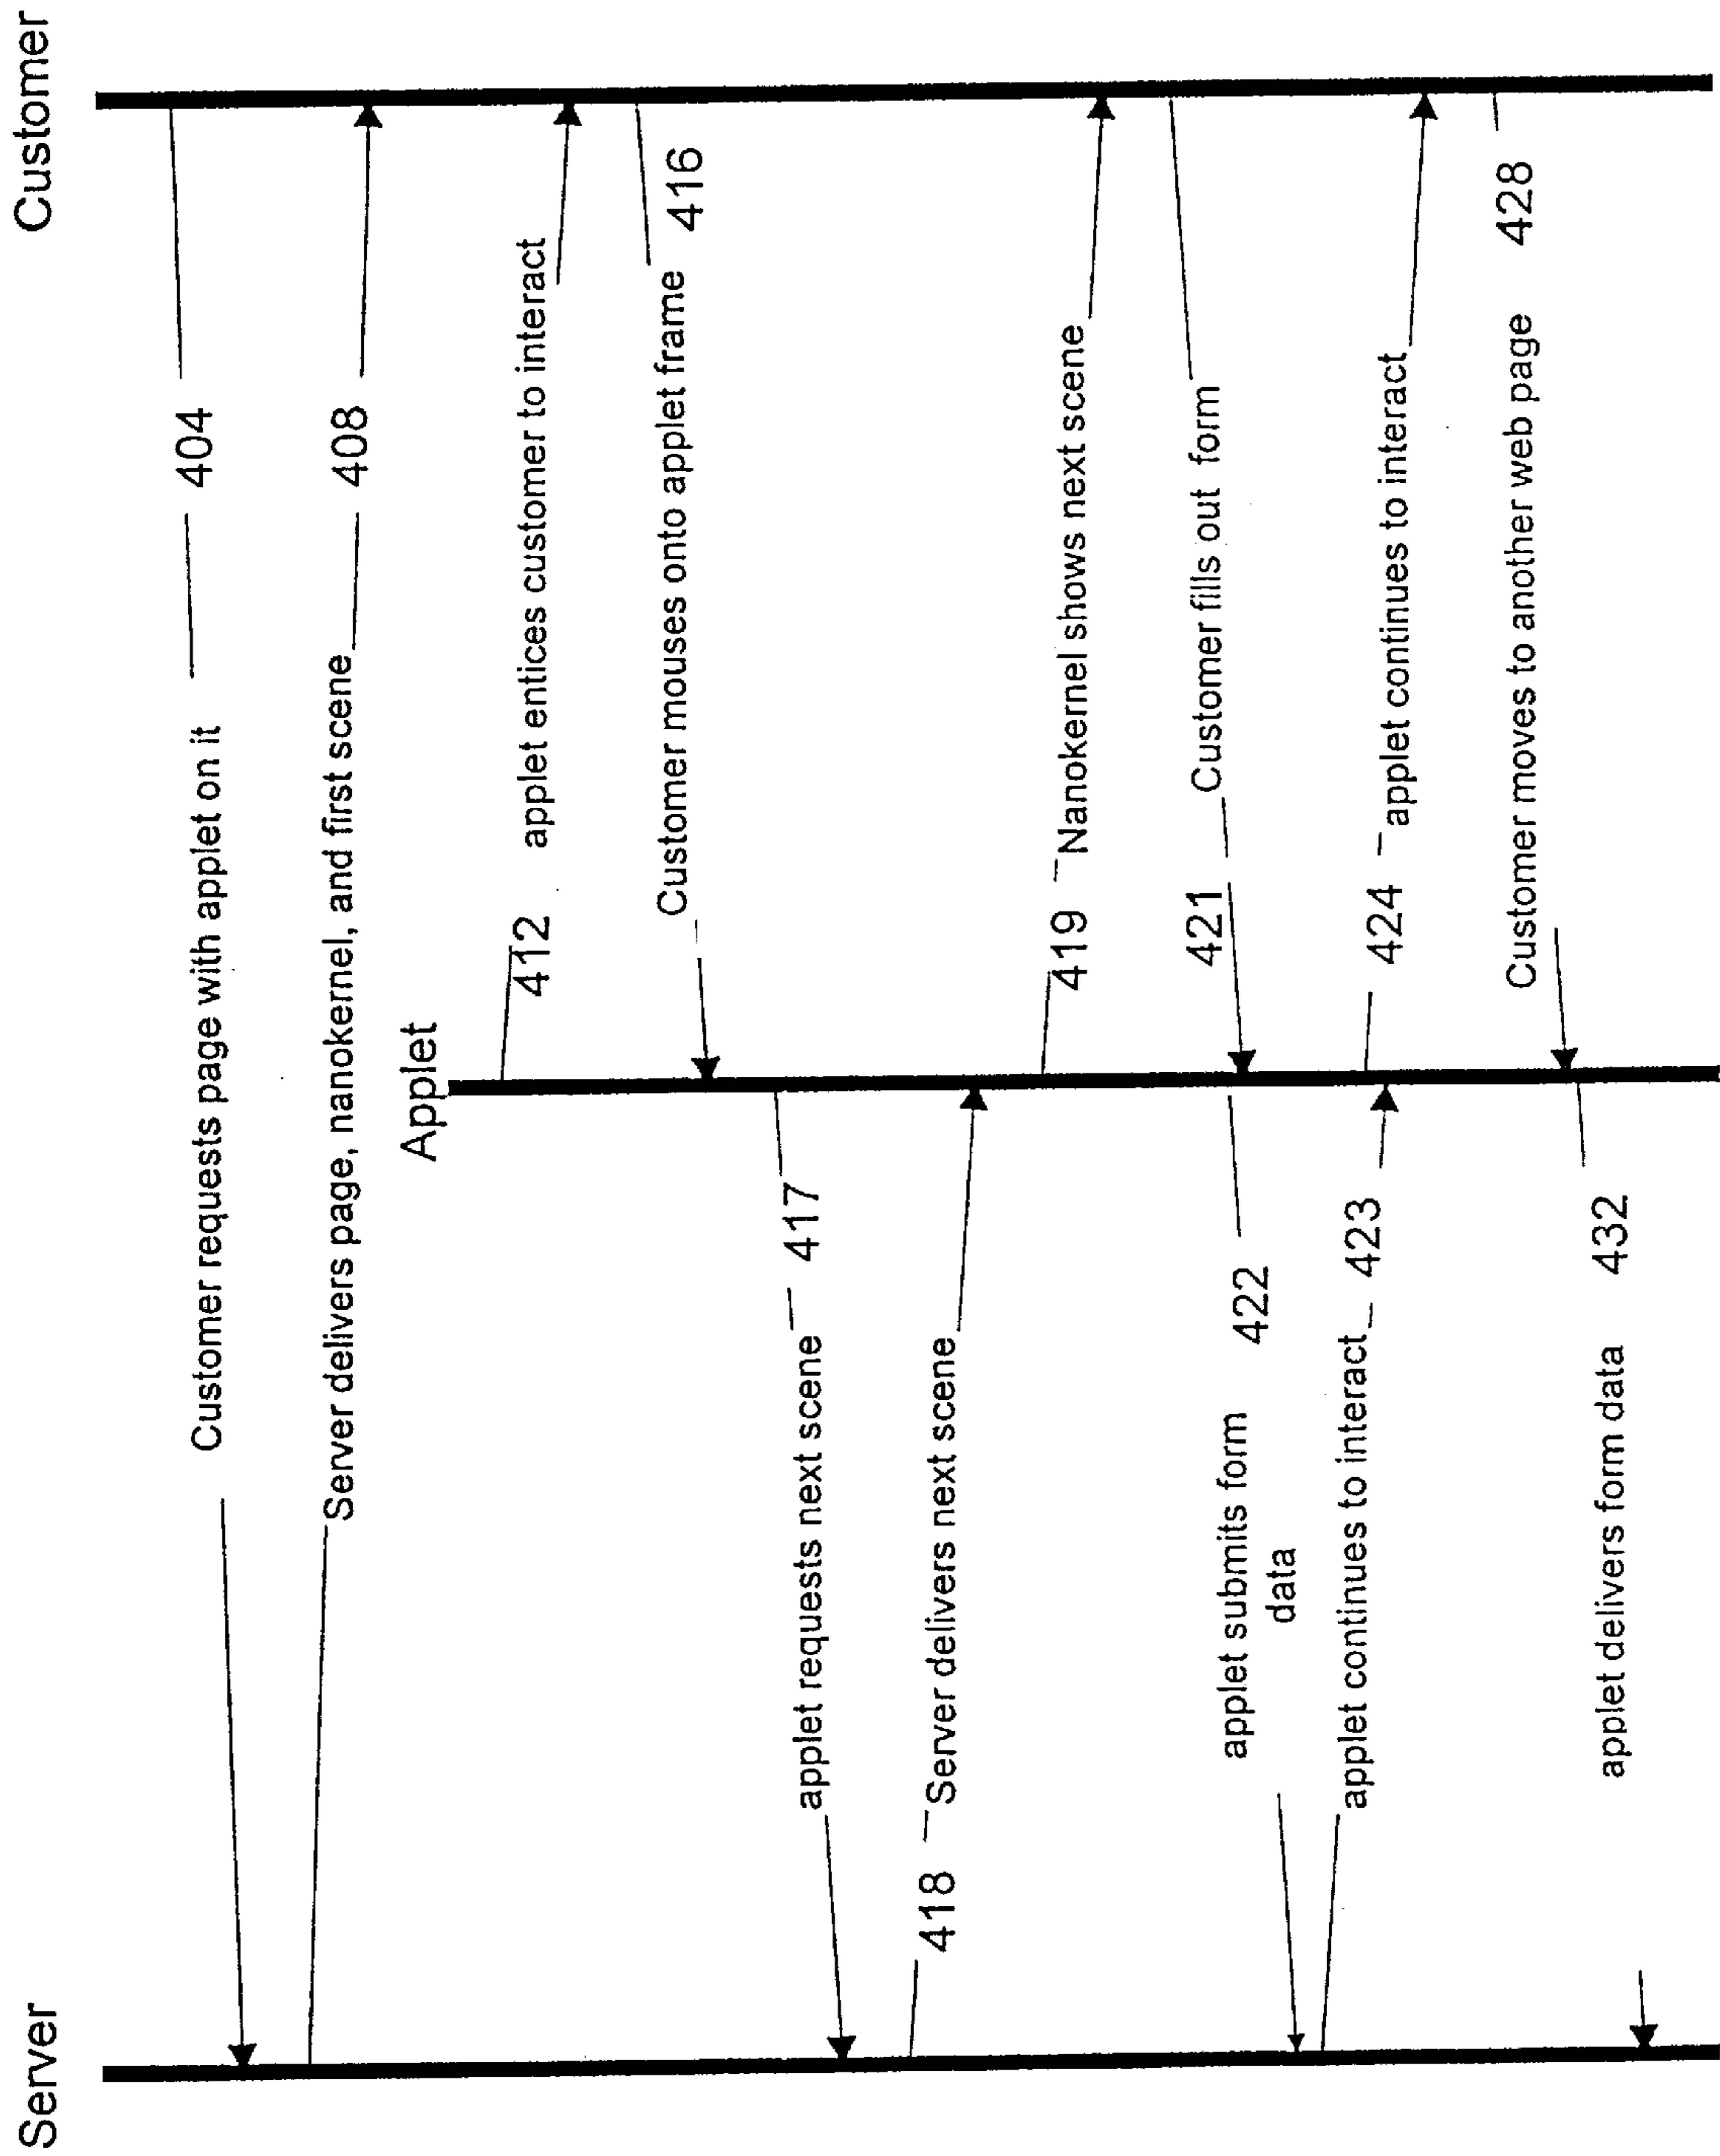 Server
Customer
Customer requests page with applet on it 404
Server delivers page, nanokernel, and first scene 408
Applet
412 applet entices customer to interact
Customer mouses onto applet frame 416
applet requests next scene 417
418 Server delivers next scene
419 Nanokernel shows next scene
421 Customer fills out form
applet submits form 422
data
applet continues to interact 423
424 applet continues to interact
Customer moves to another web page 428
applet delivers form data 432